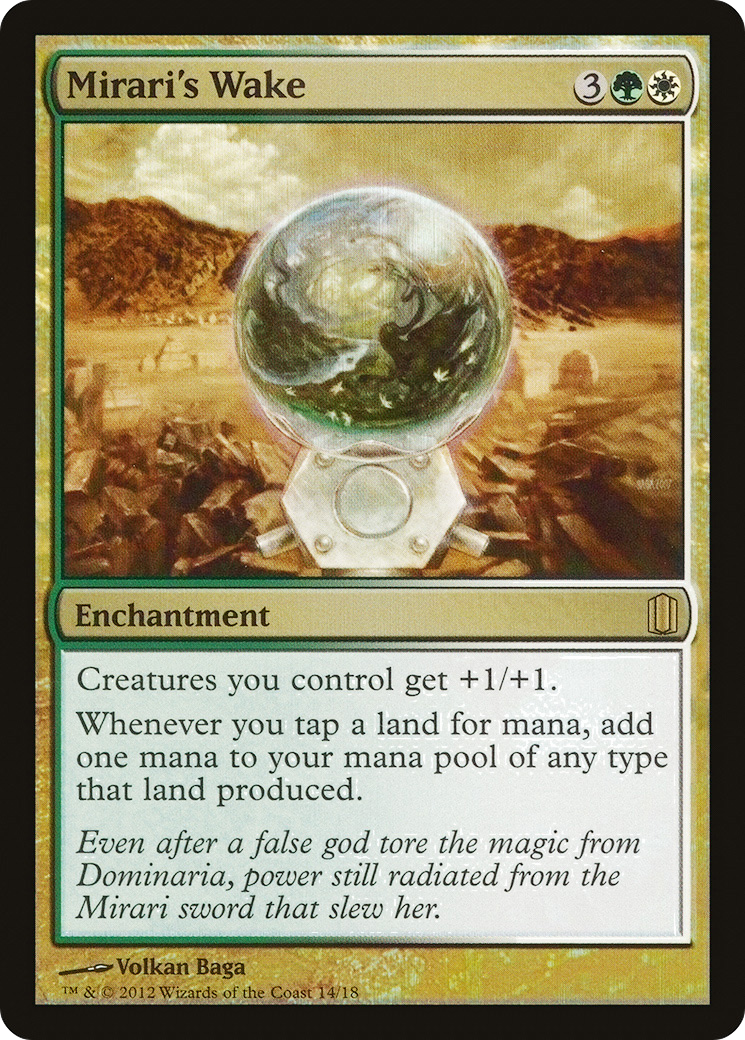 Mirari's Wake 3
Enchantment
Creatures you control get +1/+1.
Whenever you tap a land for mana, add
one mana to your mana pool of any type
that land produced.
Even after a false god tore the magic from
Dominaria, power still radiated from the
Mirari sword that slew her.
Volkan Baga
™ & © 2012 Wizards of the Coast 14/18